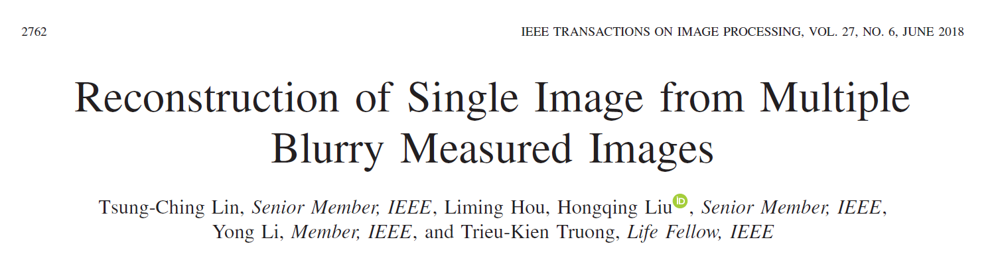 2762
IEEE TRANSACTIONS ON IMAGE PROCESSING, VOL. 27, NO. 6, JUNE 2018
Reconstruction of Single Image from Multiple
Blurry Measured Images
Tsung-Ching Lin, Senior Member, IEEE, Liming Hou, Hongqing Liu iD, Senior Member, IEEE,
Yong Li, Member, IEEE, and Trieu-Kien Truong, Life Fellow, IEEE